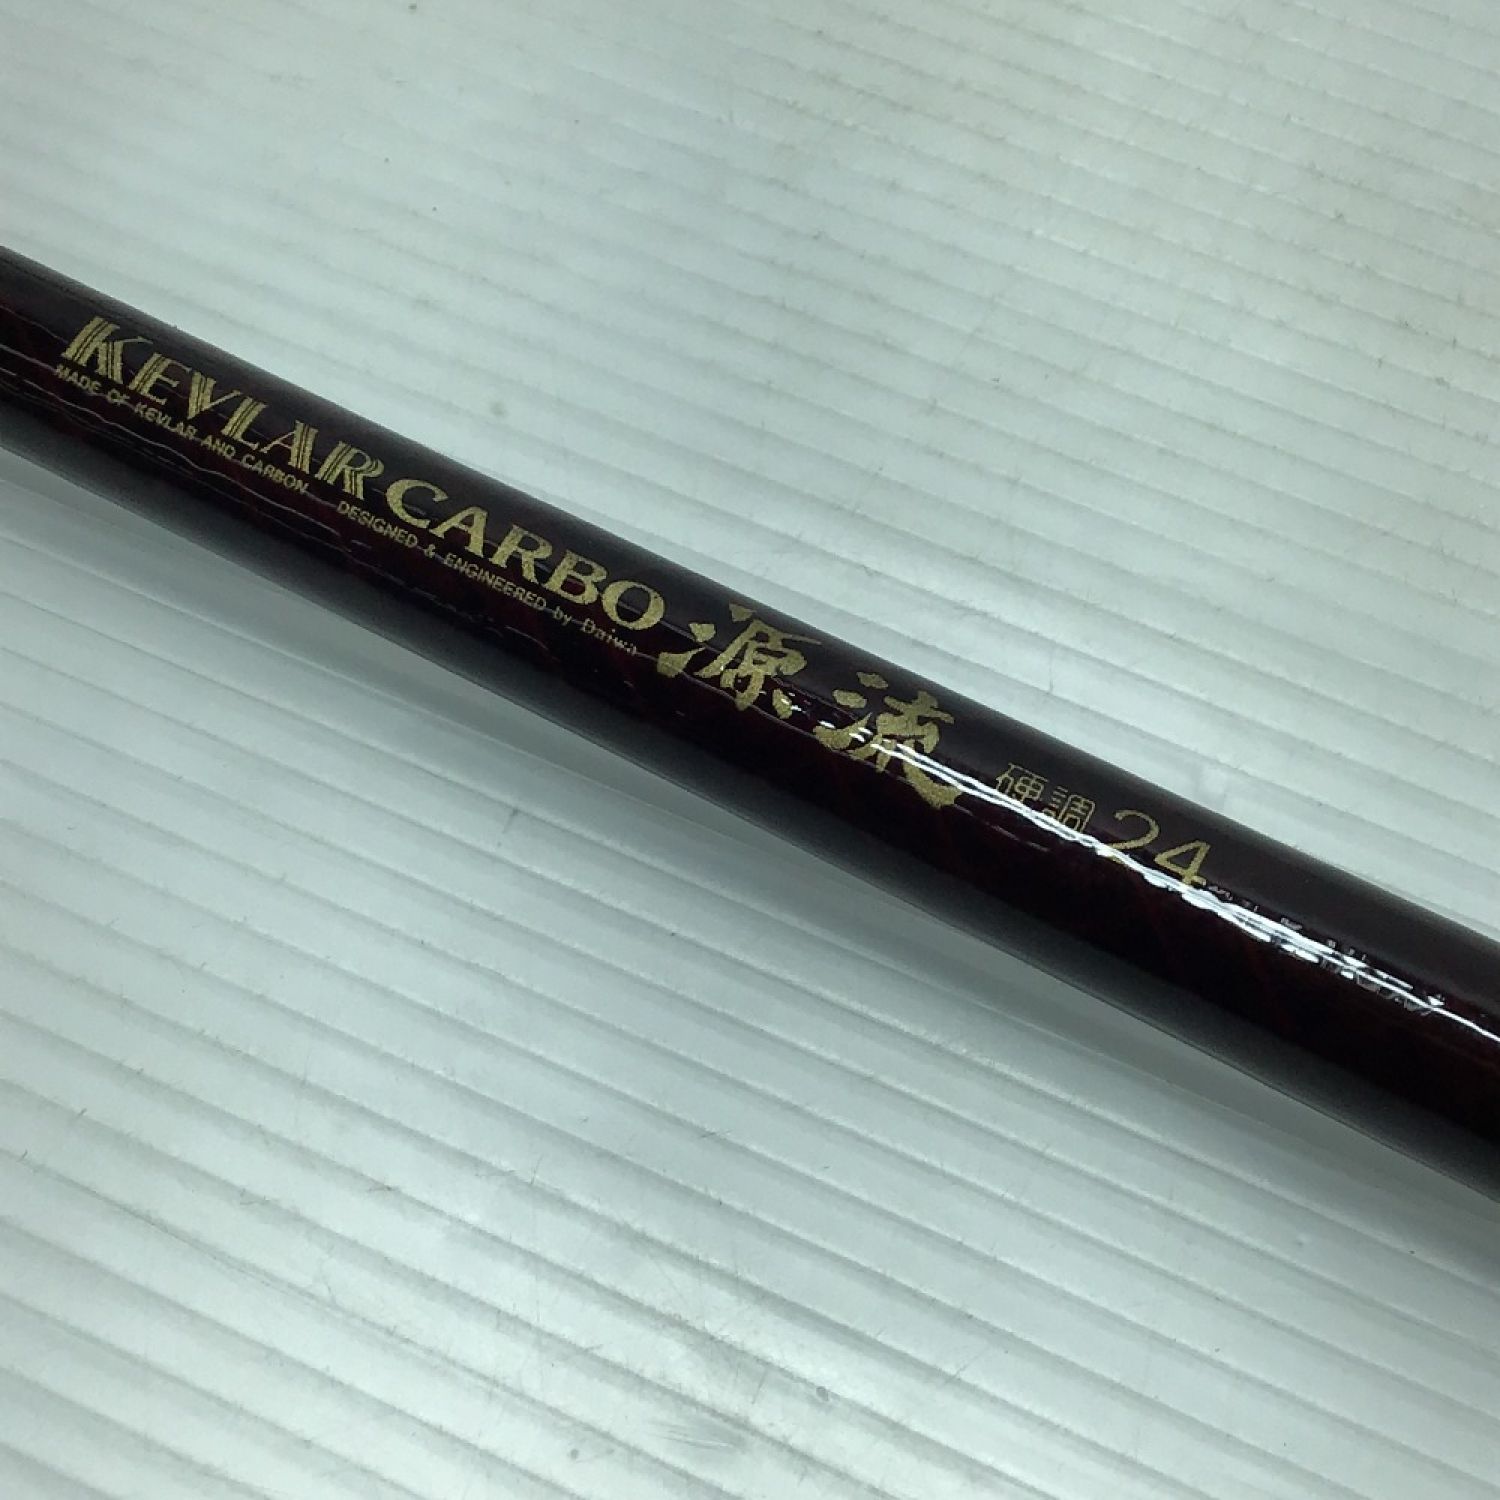 KEVLAR CARBO 源流 硬調 24
MADE OF KEVLAR AND CARBON DESIGNED & ENGINEERED by Daiwa